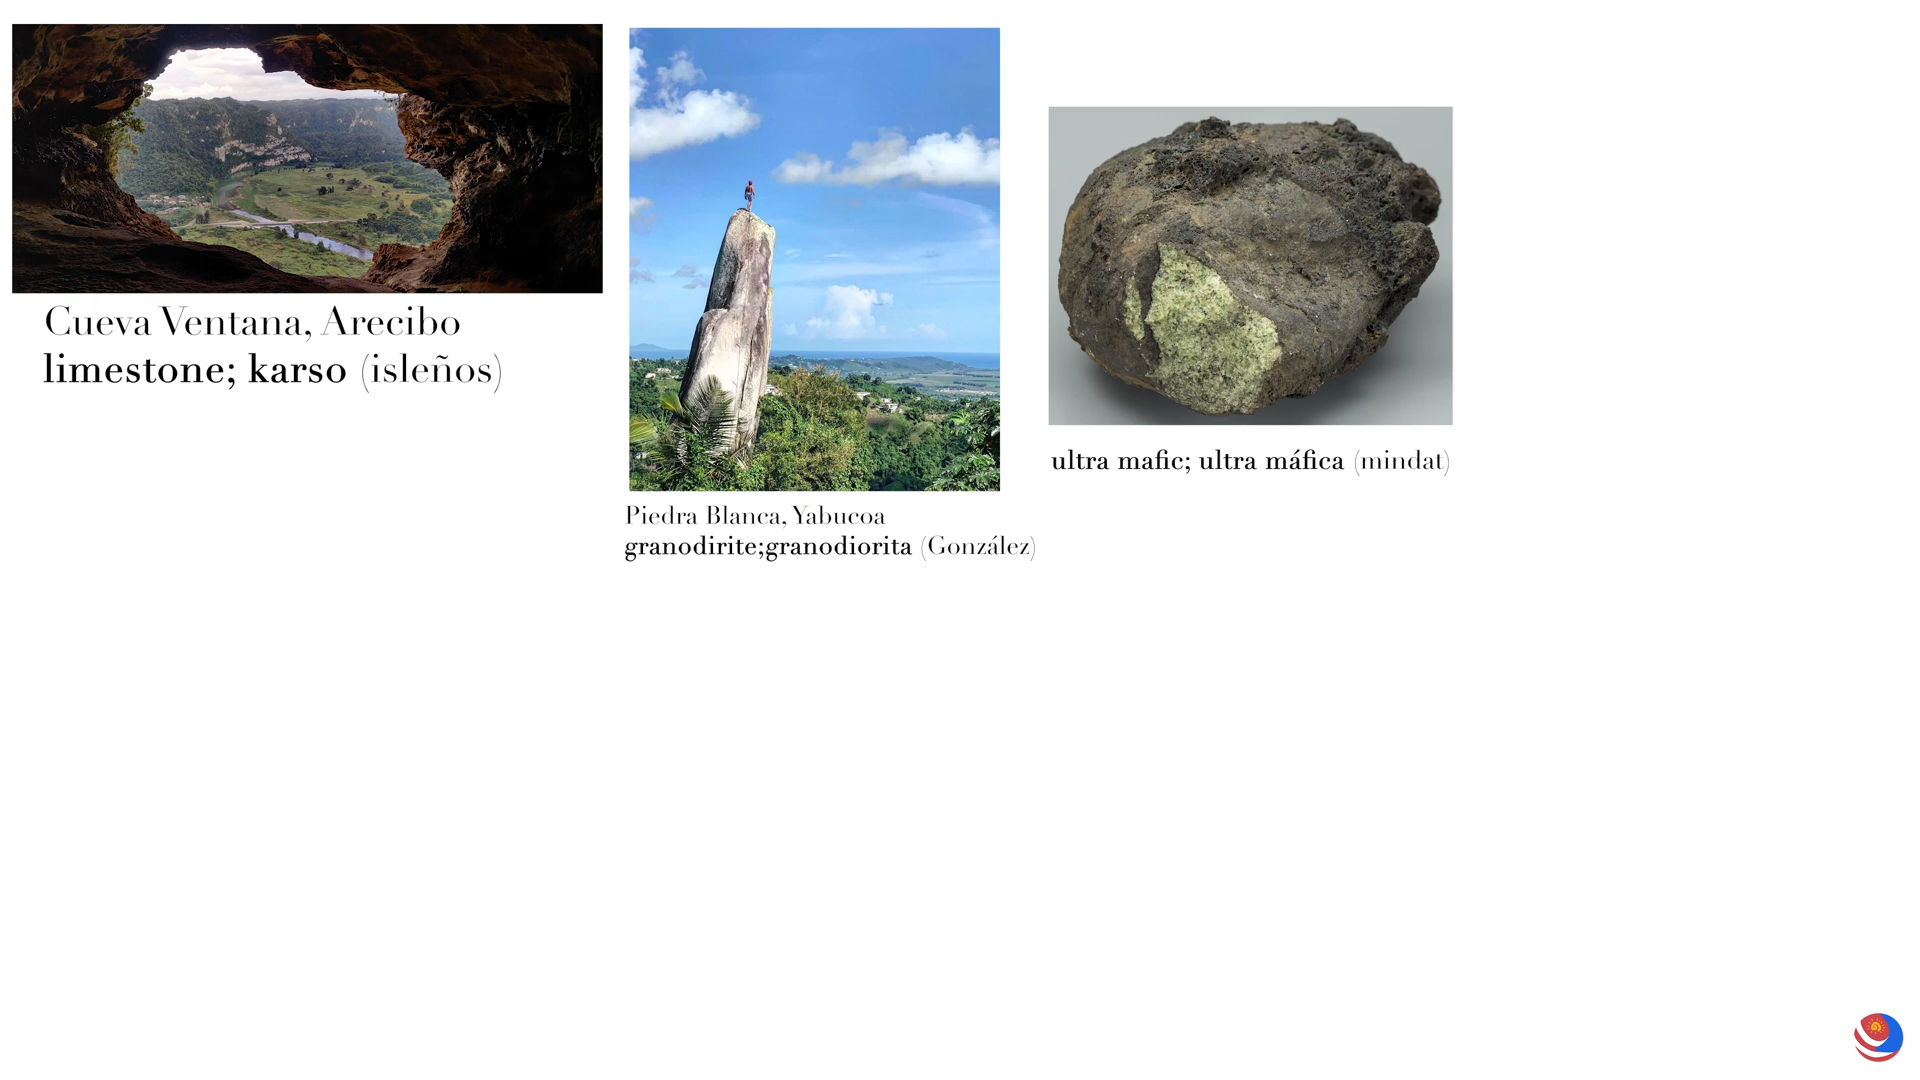 Cueva Ventana, Arecibo
limestone; karso (isleños)
Piedra Blanca, Yabucoa
granodirite;granodiorita (González)
ultra mafic; ultra máfica (mindat)